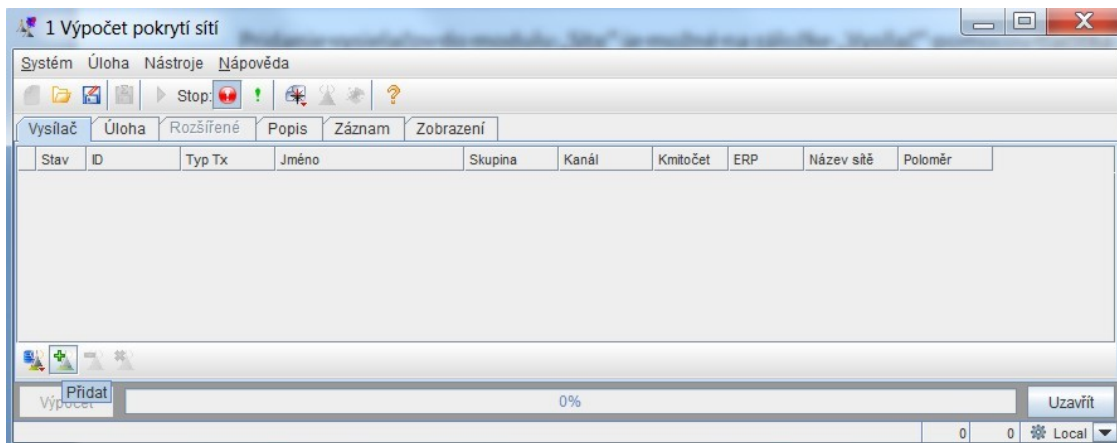 1 Výpočet pokrytí sítí
Systém Úloha Nástroje Nápověda
Stop:
Vysílač Úloha Rozšířené Popis Záznam Zobrazení
Stav ID Typ Tx Jméno Skupina Kanál Kmitočet ERP Název sítě Poloměr
Přidat
0% Uzavřít
0 0 Local